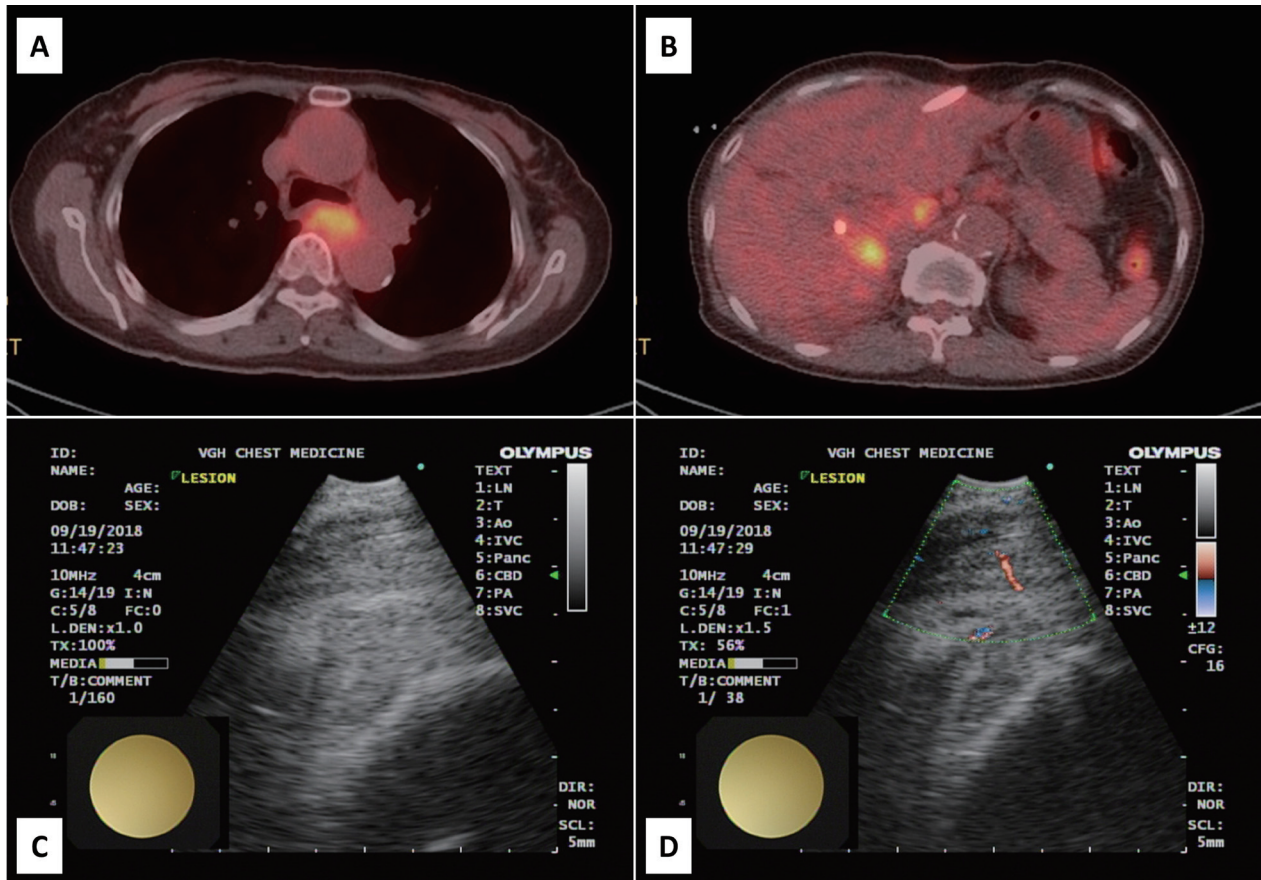 A
ET
B
ET
ID: VGH CHEST MEDICINE OLYMPUS
NAME: LESION TEXT
AGE: 1:LN
DOB: SEX: 2:T
09/19/2018 3:Ao
11:47:23 4:IVC
5:Panc
10MHz 4cm 6:CBD
G:14/19 I:N 7:PA
C:5/8 FC:0 8:SVC
L.DEN:x1.0
TX:100%
MEDIA
T/B:COMMENT
1/160
DIR:
NOR
SCL:
5mm
C
ID: VGH CHEST MEDICINE OLYMPUS
NAME: LESION TEXT
AGE: 1:LN
DOB: SEX: 2:T
09/19/2018 3:Ao
11:47:29 4:IVC
5:Panc
10MHz 4cm 6:CBD
G:14/19 I:N 7:PA
C:5/8 FC:1 8:SVC
L.DEN:x1.5 ±12
TX: 56% CFG:
MEDIA 16
T/B:COMMENT
1/ 38
DIR:
NOR
SCL:
5mm
D